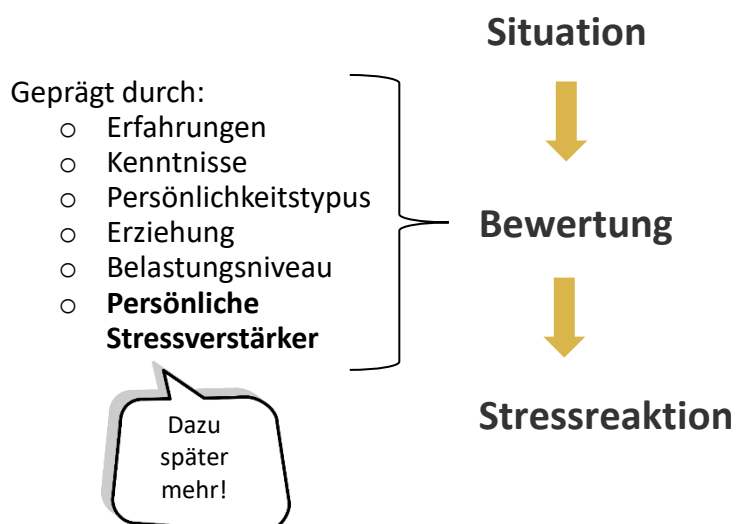 Situation
Geprägt durch:
o Erfahrungen
o Kenntnisse
o Persönlichkeitstypus
o Erziehung
o Belastungsniveau
o Persönliche
Stressverstärker
Bewertung
Stressreaktion
Dazu
später
mehr!